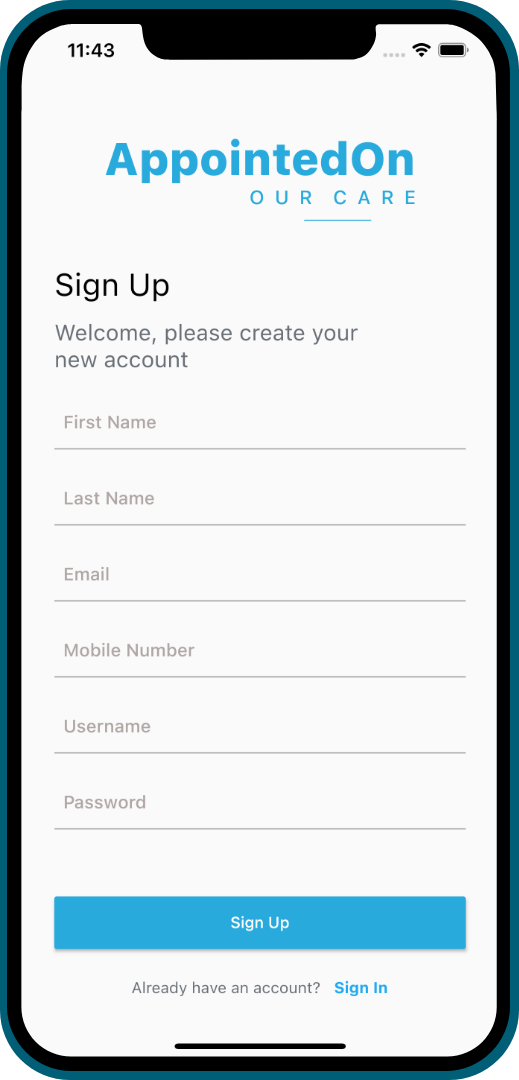 11:43
AppointedOn
OUR CARE
Sign Up
Welcome, please create your
new account
First Name
Last Name
Email
Mobile Number
Username
Password
Sign Up
Already have an account? Sign In